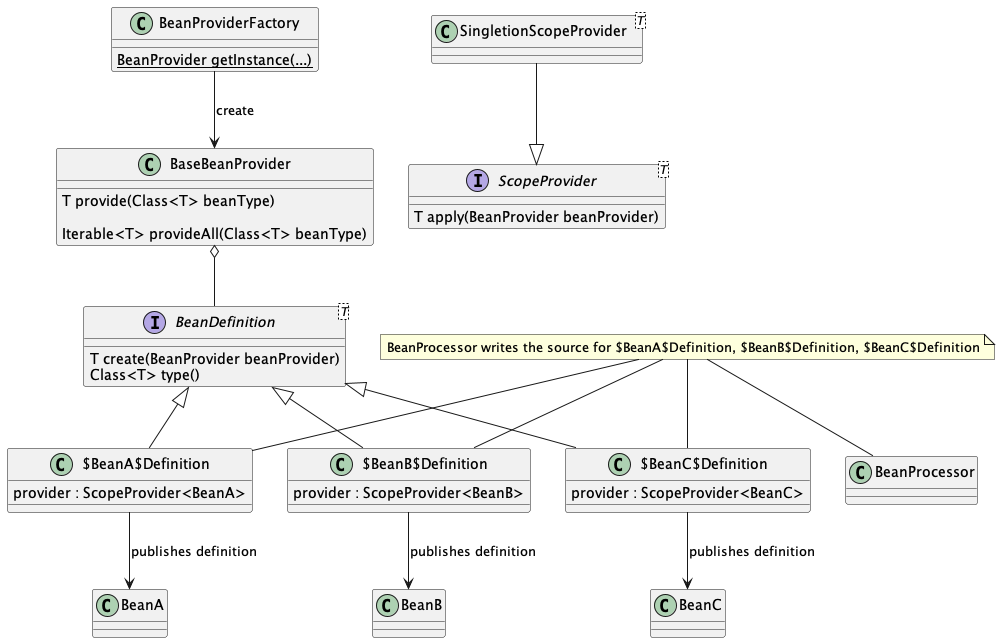 C BeanProviderFactory
BeanProvider getInstance(...)
C SingletionScopeProvider T
create
C BaseBeanProvider
T provide(Class<T> beanType)
Iterable<T> provideAll(Class<T> beanType)
I ScopeProvider T
T apply(BeanProvider beanProvider)
I BeanDefinition T
T create(BeanProvider beanProvider)
Class<T> type()
BeanProcessor writes the source for $BeanA$Definition, $BeanB$Definition, $BeanC$Definition
C $BeanA$Definition
provider : ScopeProvider<BeanA>
C $BeanB$Definition
provider : ScopeProvider<BeanB>
C $BeanC$Definition
provider : ScopeProvider<BeanC>
C BeanProcessor
publishes definition
publishes definition
publishes definition
C BeanA
C BeanB
C BeanC